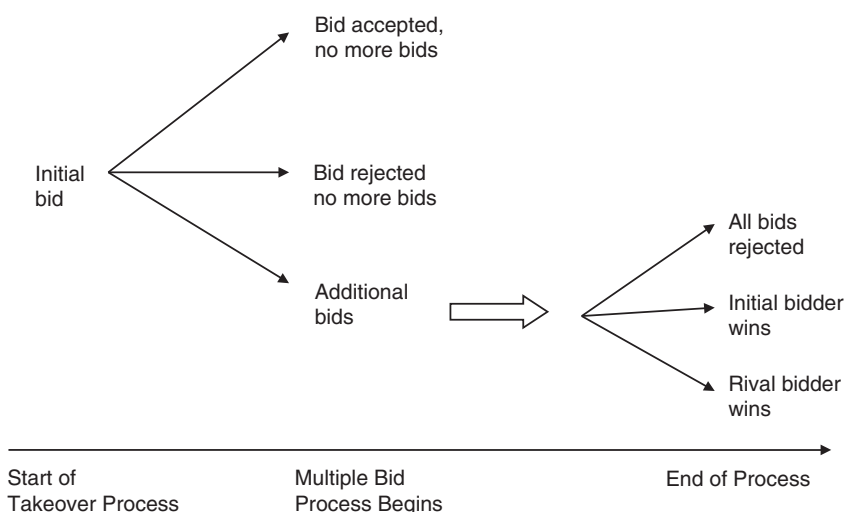 Bid accepted,
no more bids
Initial
bid
Bid rejected
no more bids
Additional
bids
All bids
rejected
Initial bidder
wins
Rival bidder
wins
Start of
Takeover Process
Multiple Bid
Process Begins
End of Process